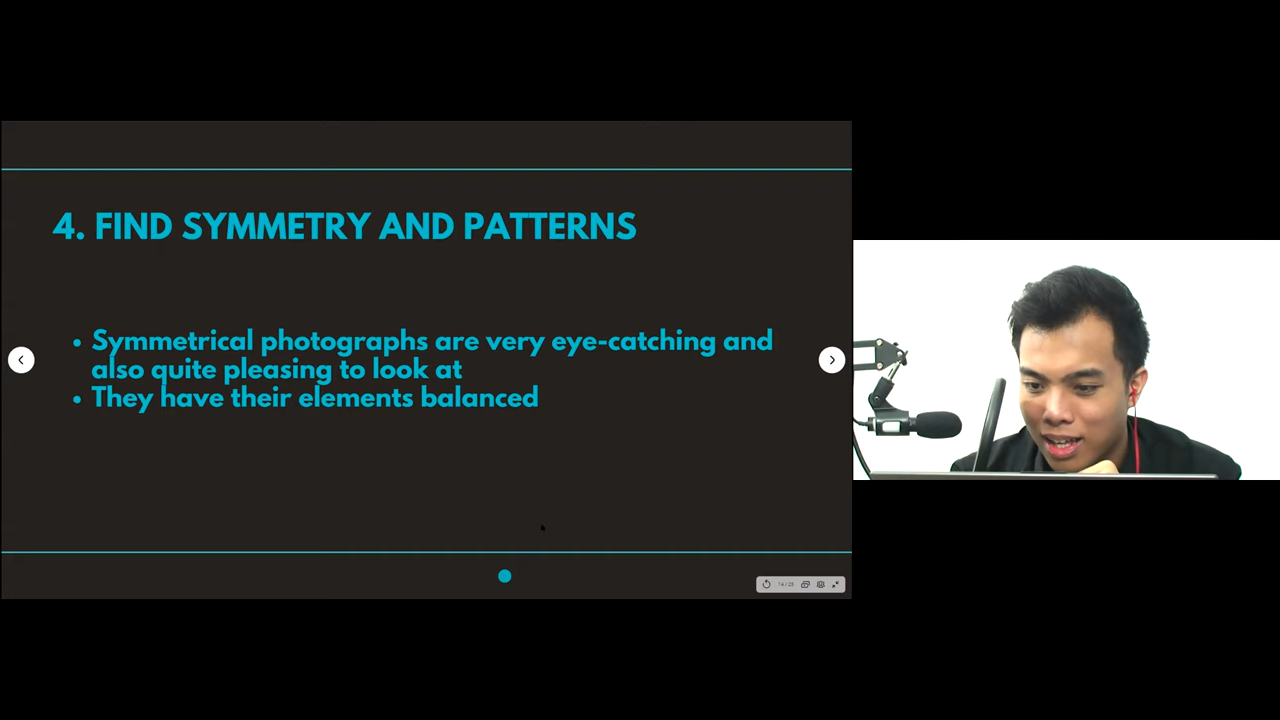 4. FIND SYMMETRY AND PATTERNS
• Symmetrical photographs are very eye-catching and
also quite pleasing to look at
• They have their elements balanced